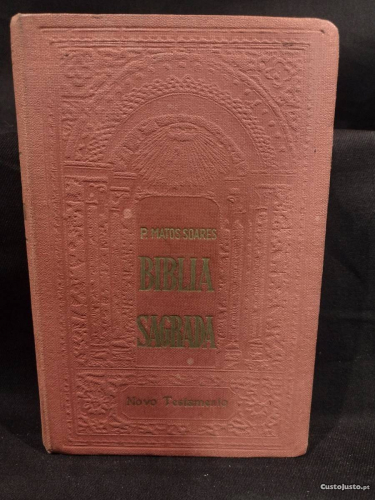 P. MATOS SOARES
BIBLIA
SAGRADA
Novo Testamento
CustoJusto.pt